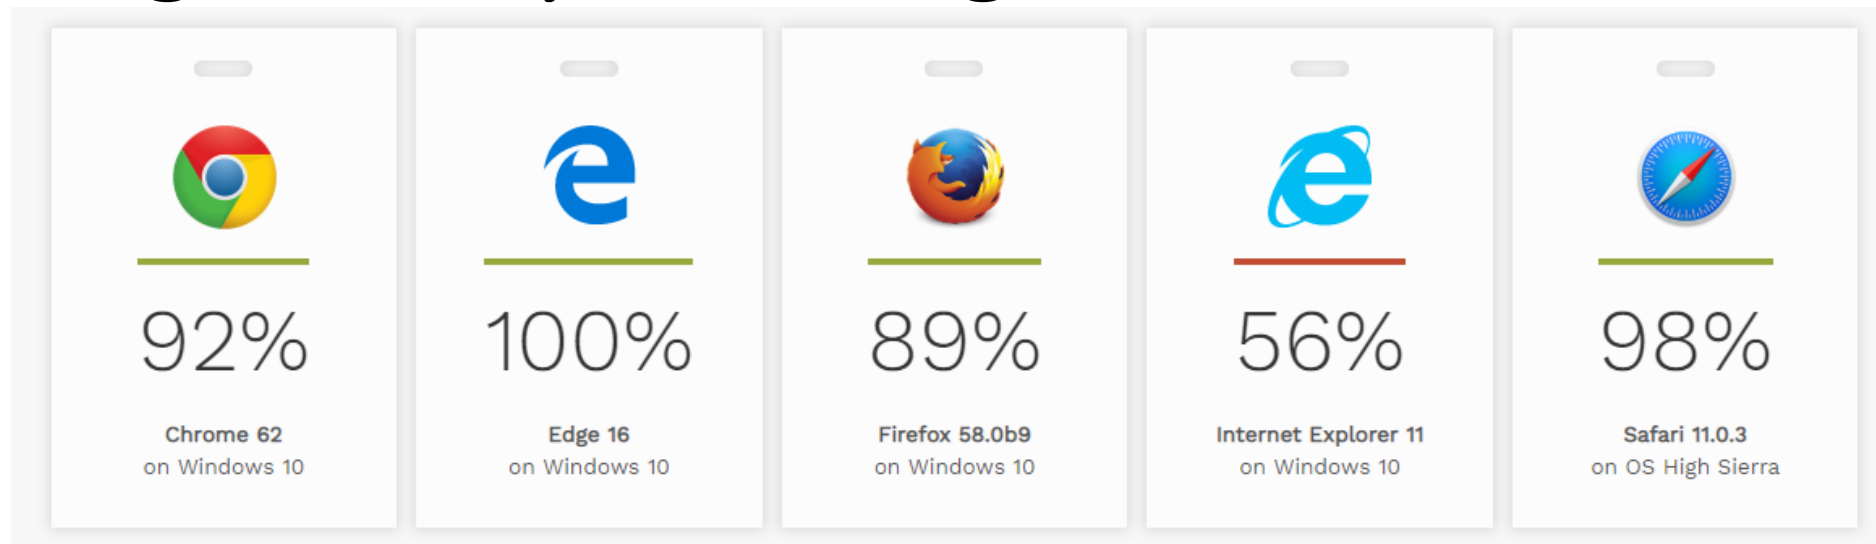 92%
Chrome 62
on Windows 10
100%
Edge 16
on Windows 10
89%
Firefox 58.0b9
on Windows 10
56%
Internet Explorer 11
on Windows 10
98%
Safari 11.0.3
on OS High Sierra